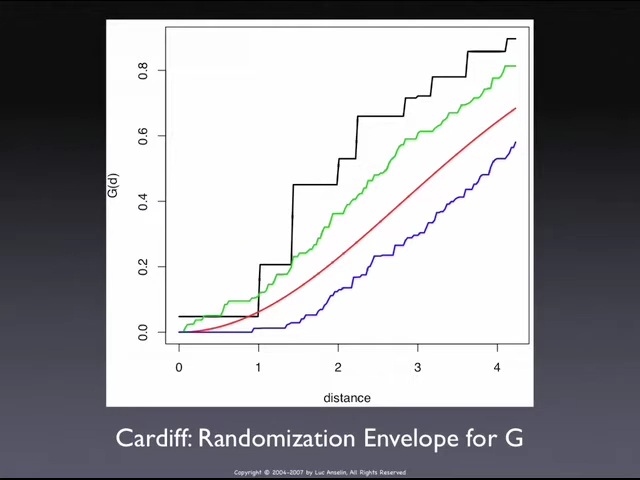 G(d)
0.8
0.6
0.4
0.2
0.0
0 1 2 3 4
distance
Cardiff: Randomization Envelope for G
Copyright © 2004-2007 by Luc Anselin, All Rights Reserved